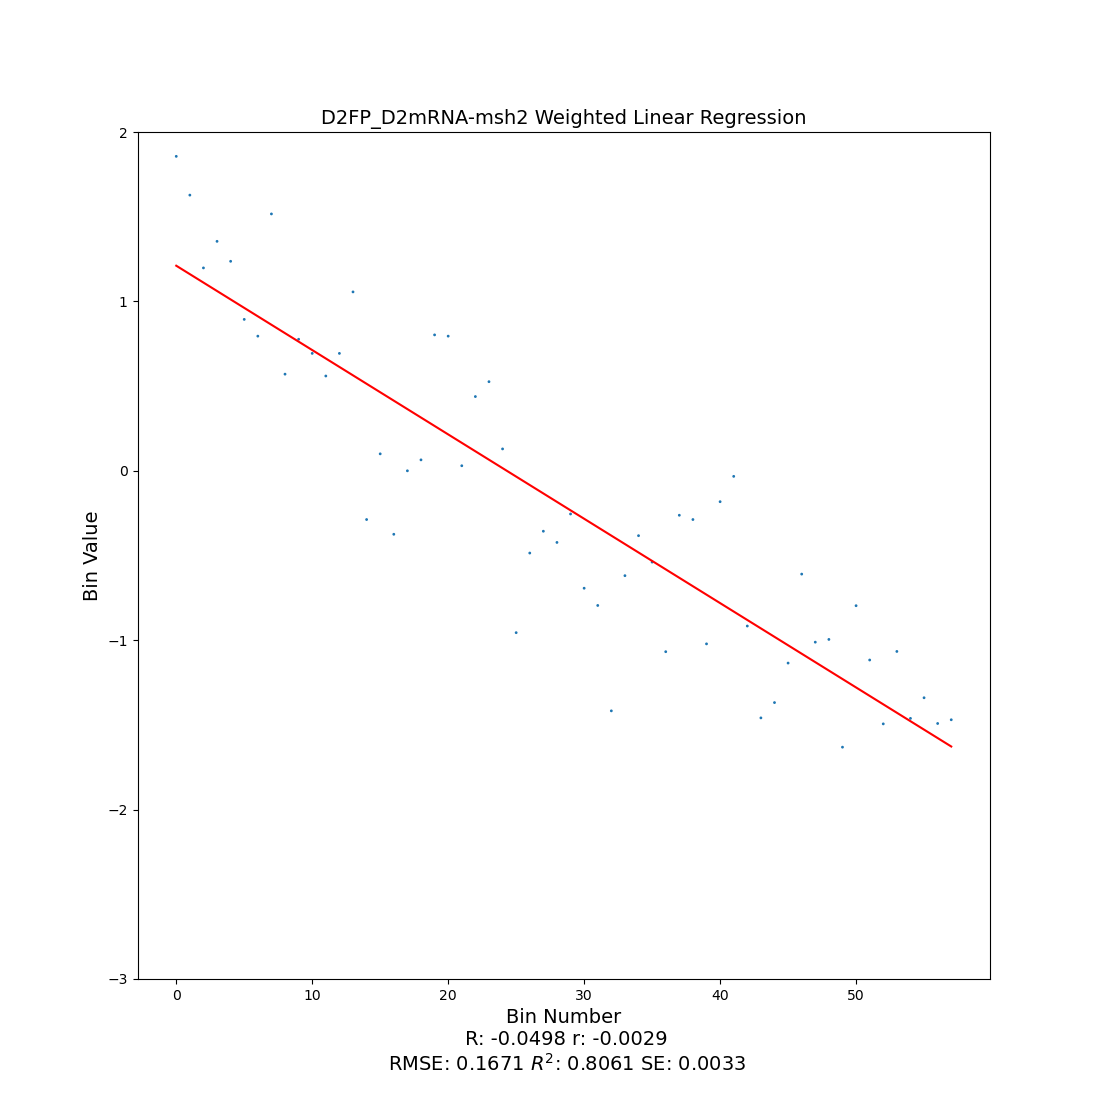 D2FP_D2mRNA-msh2 Weighted Linear Regression
2
1
0
−1
−2
−3
Bin Value
0 10 20 30 40 50
Bin Number
R: -0.0498 r: -0.0029
RMSE: 0.1671 R²: 0.8061 SE: 0.0033